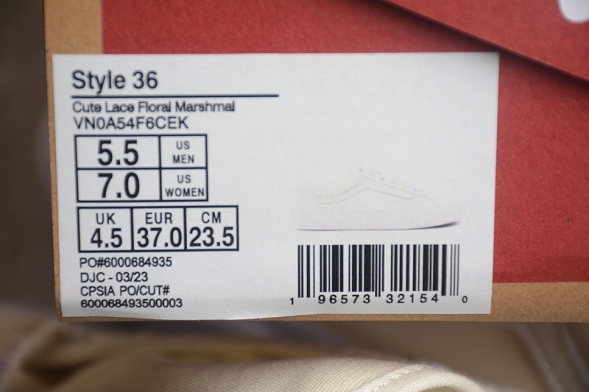 Style 36
Cute Lace Floral Marshmal
VN0A54F6CEK
5.5 US MEN
7.0 US WOMEN
UK EUR CM
4.5 37.0 23.5
PO#6000684935
DJC - 03/23
CPSIA PO/CUT#
600068493500003
1 96573 32154 0